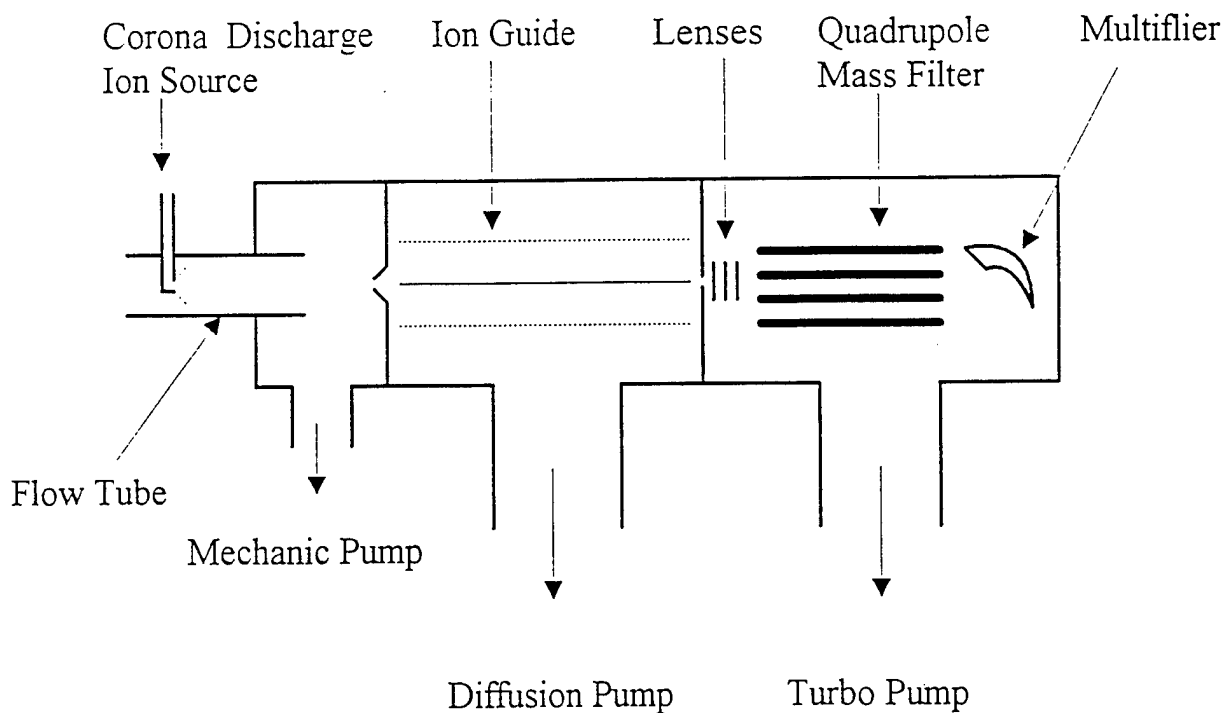 Corona Discharge
Ion Source
Ion Guide
Lenses
Quadrupole
Mass Filter
Multiflier
Flow Tube
Mechanic Pump
Diffusion Pump
Turbo Pump